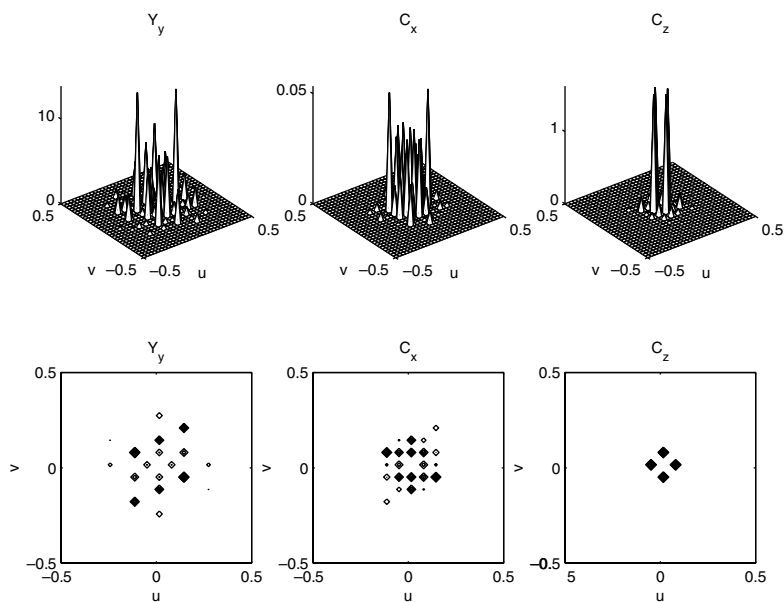 Y_y C_x C_z
10 0.05 1
0 0 0
0.5 0.5 0.5 0.5 0.5 0.5
v −0.5 −0.5 u v −0.5 −0.5 u v −0.5 −0.5 u
Y_y C_x C_z
0.5 0.5 0.5
v 0 v 0 v 0
−0.5 −0.5 −0.5
−0.5 0 0.5 −0.5 0 0.5 5 0 0.5
u u u